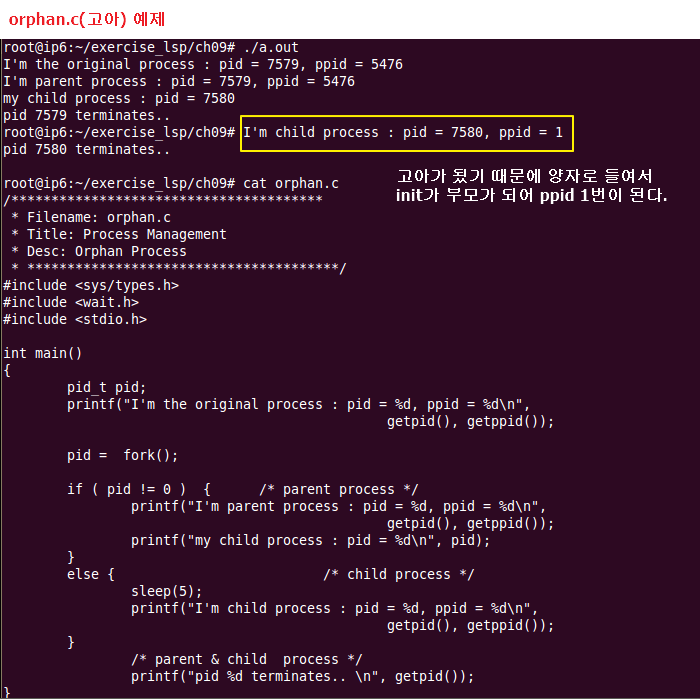 orphan.c(고아) 예제
root@ip6:~/exercise_lsp/ch09# ./a.out
I'm the original process : pid = 7579, ppid = 5476
I'm parent process : pid = 7579, ppid = 5476
my child process : pid = 7580
pid 7579 terminates..
root@ip6:~/exercise_lsp/ch09# I'm child process : pid = 7580, ppid = 1
pid 7580 terminates..
고아가 됬기 때문에 양자로 들여서
init가 부모가 되어 ppid 1번이 된다.
root@ip6:~/exercise_lsp/ch09# cat orphan.c
/***************************************
 * Filename: orphan.c
 * Title: Process Management
 * Desc: Orphan Process
 * ***************************************/
#include <sys/types.h>
#include <wait.h>
#include <stdio.h>
int main()
{
        pid_t pid;
        printf("I'm the original process : pid = %d, ppid = %d\n",
                                                getpid(), getppid());
        pid =  fork();
        if ( pid != 0 )  {      /* parent process */
                printf("I'm parent process : pid = %d, ppid = %d\n",
                                                getpid(), getppid());
                printf("my child process : pid = %d\n", pid);
        }
        else {                          /* child process */
                sleep(5);
                printf("I'm child process : pid = %d, ppid = %d\n",
                                                getpid(), getppid());
        }
                /* parent & child  process */
                printf("pid %d terminates.. \n", getpid());
}